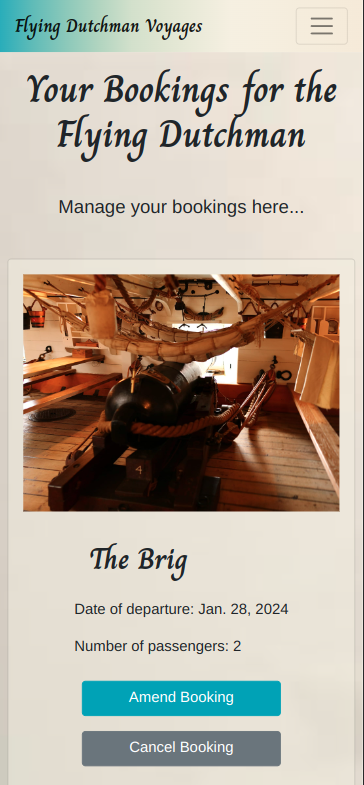 Flying Dutchman Voyages
Your Bookings for the
Flying Dutchman
Manage your bookings here...
4
The Brig
Date of departure: Jan. 28, 2024
Number of passengers: 2
Amend Booking
Cancel Booking